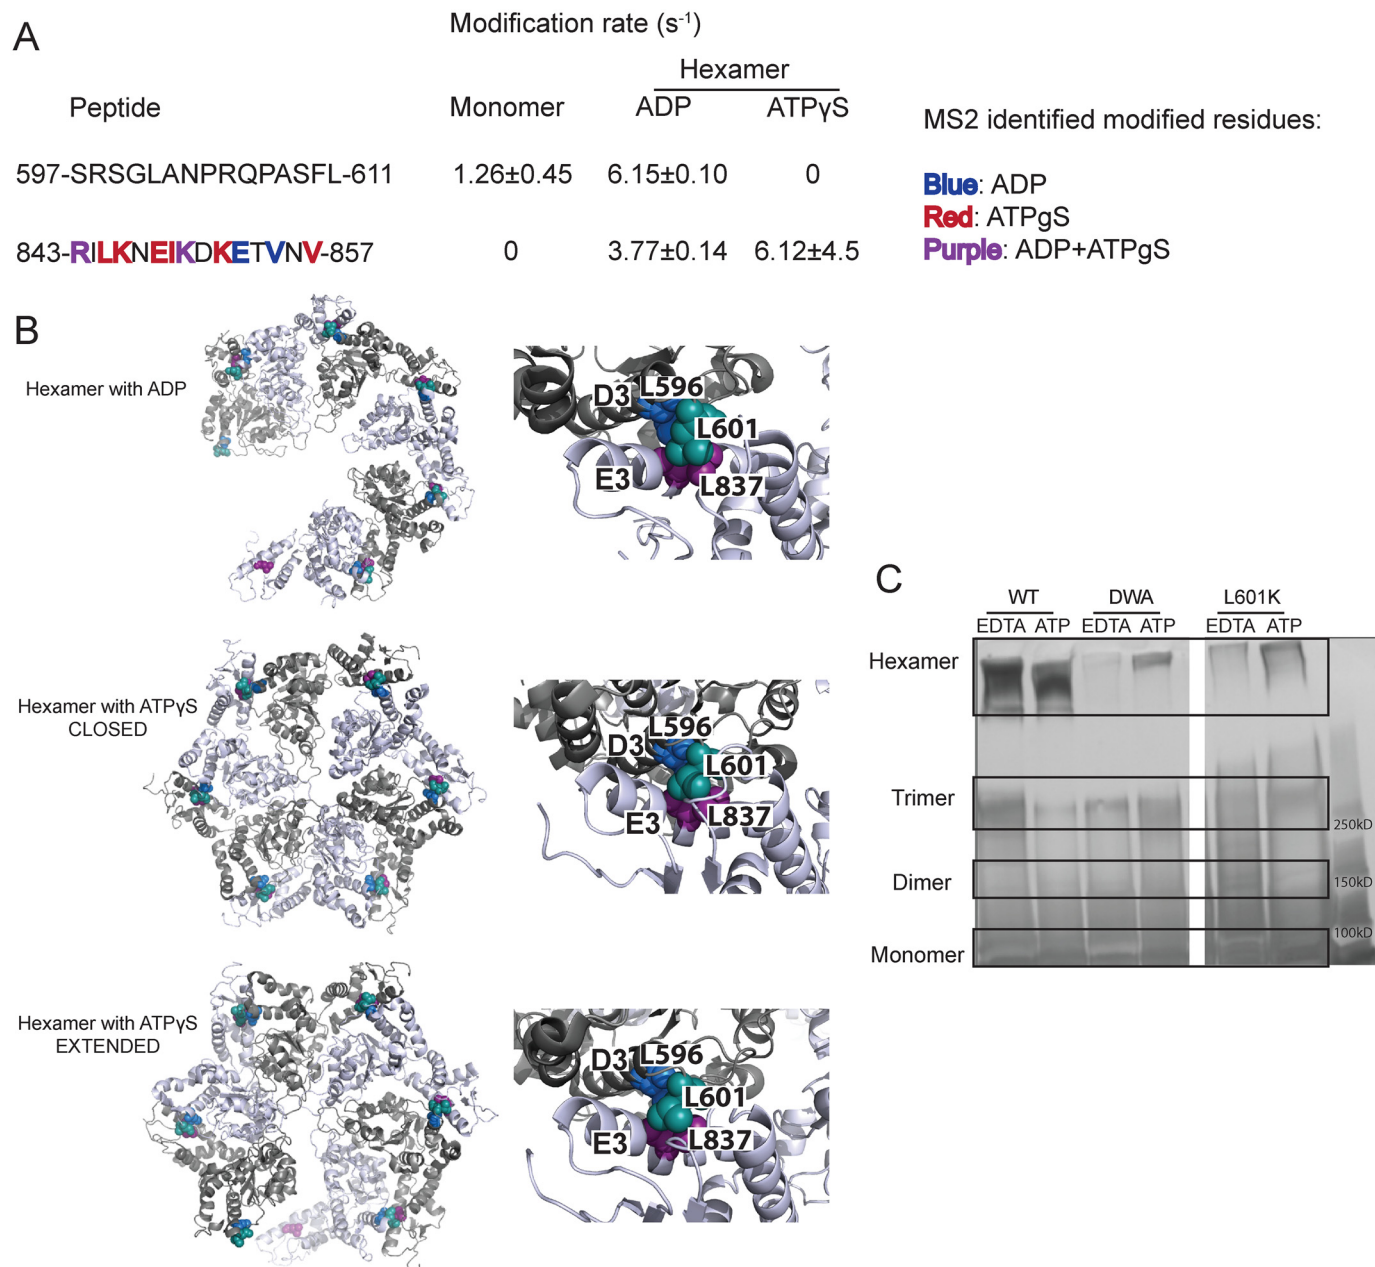 A
Modification rate (s-1)
Hexamer
Peptide Monomer ADP ATPγS
597-SRSGLANPRQPASFL-611 1.26±0.45 6.15±0.10 0
843-RILKNEIKDKETVNV-857 0 3.77±0.14 6.12±4.5
MS2 identified modified residues:
Blue: ADP
Red: ATPgS
Purple: ADP+ATPgS
B
Hexamer with ADP
D3 L596
L601
E3 L837
Hexamer with ATPγS
CLOSED
L596
D3 L601
E3 L837
Hexamer with ATPγS
EXTENDED
D3 L596
L601
E3 L837
C
WT DWA L601K
EDTA ATP EDTA ATP EDTA ATP
Hexamer
Trimer
250kD
Dimer
150kD
100kD
Monomer